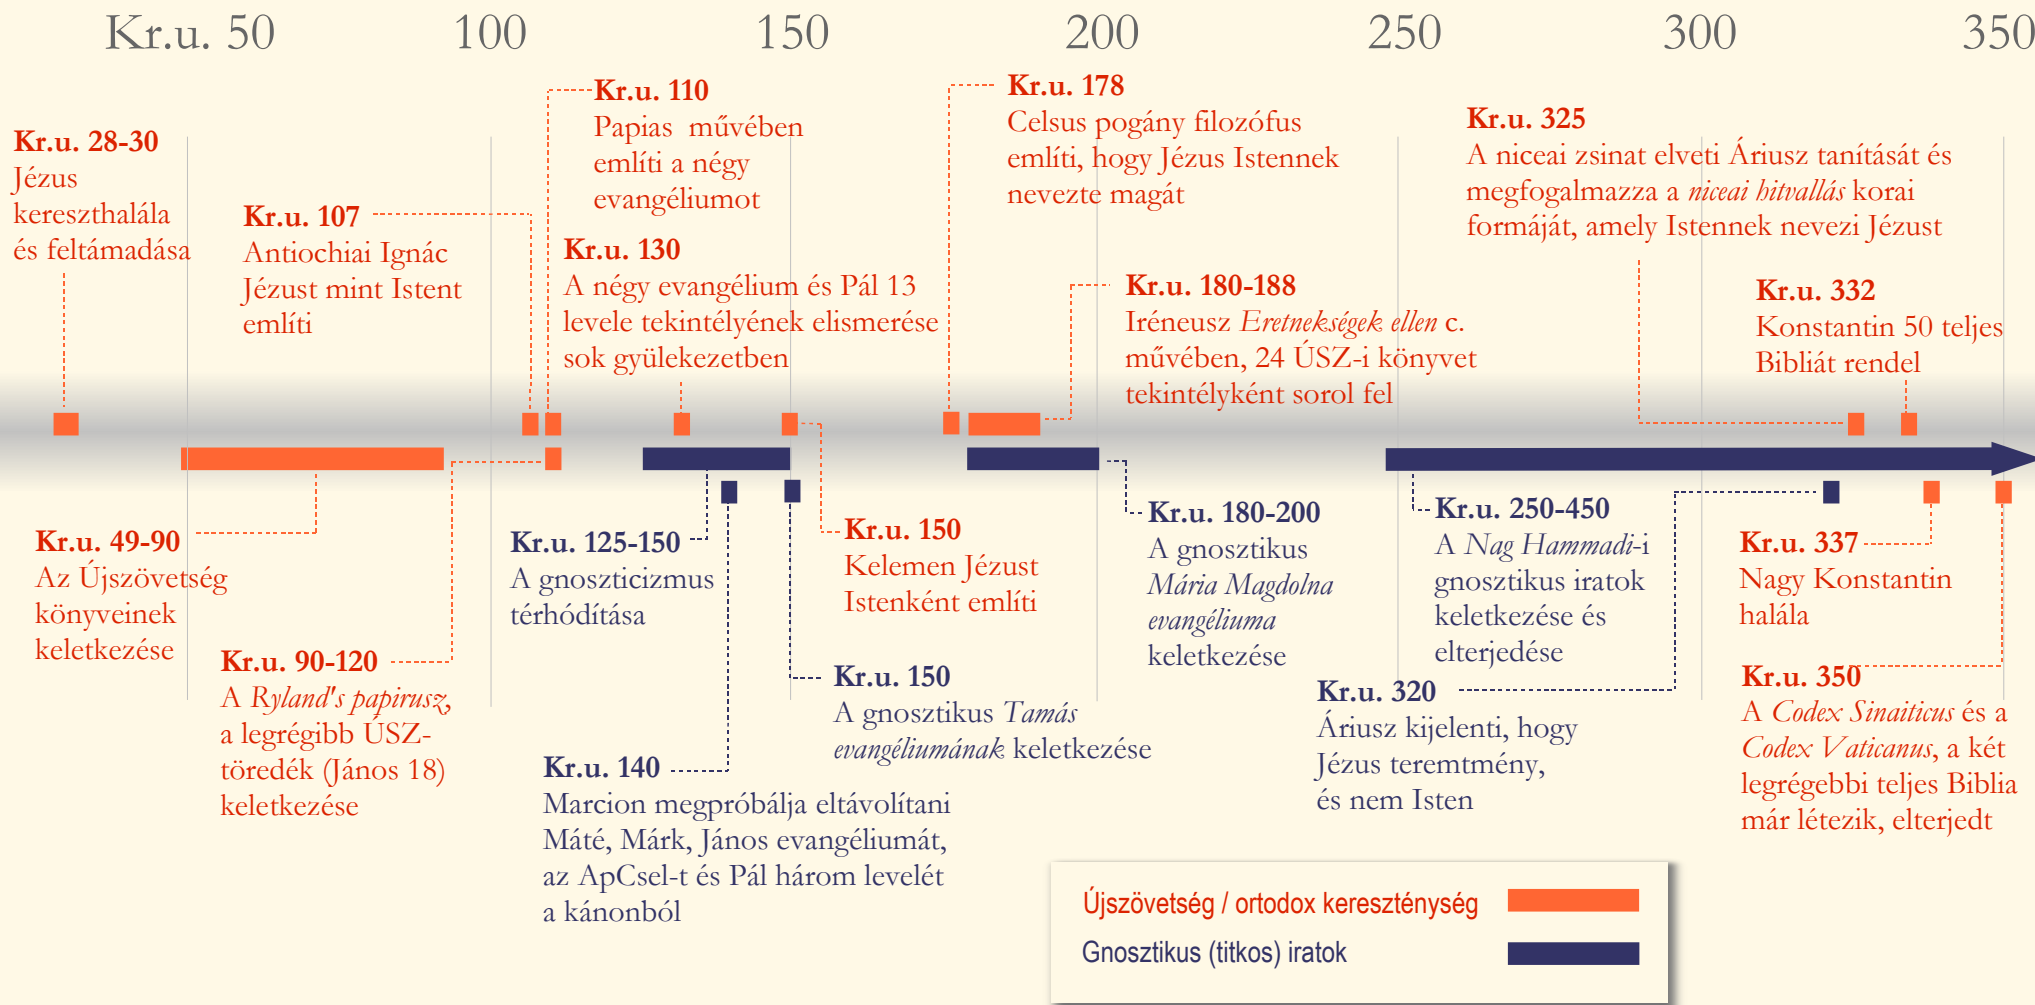 Kr.u. 50 100 150 200 250 300 350
Kr.u. 28-30
Jézus
kereszthalála
és feltámadása
Kr.u. 107
Antiochiai Ignác
Jézust mint Istent
említi
Kr.u. 110
Papias művében
említi a négy
evangéliumot
Kr.u. 130
A négy evangélium és Pál 13
levele tekintélyének elismerése
sok gyülekezetben
Kr.u. 178
Celsus pogány filozófus
említi, hogy Jézus Istennek
nevezte magát
Kr.u. 180-188
Iréneusz Eretnekségek ellen c.
művében, 24 ÚSZ-i könyvet
tekintélyként sorol fel
Kr.u. 325
A niceai zsinat elveti Áriusz tanítását és
megfogalmazza a niceai hitvallás korai
formáját, amely Istennek nevezi Jézust
Kr.u. 332
Konstantin 50 teljes
Bibliát rendel
Kr.u. 49-90
Az Újszövetség
könyveinek
keletkezése
Kr.u. 90-120
A Ryland's papirusz,
a legrégibb ÚSZ-
töredék (János 18)
keletkezése
Kr.u. 125-150
A gnoszticizmus
térhódítása
Kr.u. 140
Marcion megpróbálja eltávolítani
Máté, Márk, János evangéliumát,
az ApCsel-t és Pál három levelét
a kánonból
Kr.u. 150
Kelemen Jézust
Istenként említi
Kr.u. 150
A gnosztikus Tamás
evangéliumának keletkezése
Kr.u. 180-200
A gnosztikus
Mária Magdolna
evangéliuma
keletkezése
Kr.u. 250-450
A Nag Hammadi-i
gnosztikus iratok
keletkezése és
elterjedése
Kr.u. 320
Áriusz kijelenti, hogy
Jézus teremtmény,
és nem Isten
Kr.u. 337
Nagy Konstantin
halála
Kr.u. 350
A Codex Sinaiticus és a
Codex Vaticanus, a két
legrégebbi teljes Biblia
már létezik, elterjedt
Újszövetség / ortodox kereszténység
Gnosztikus (titkos) iratok